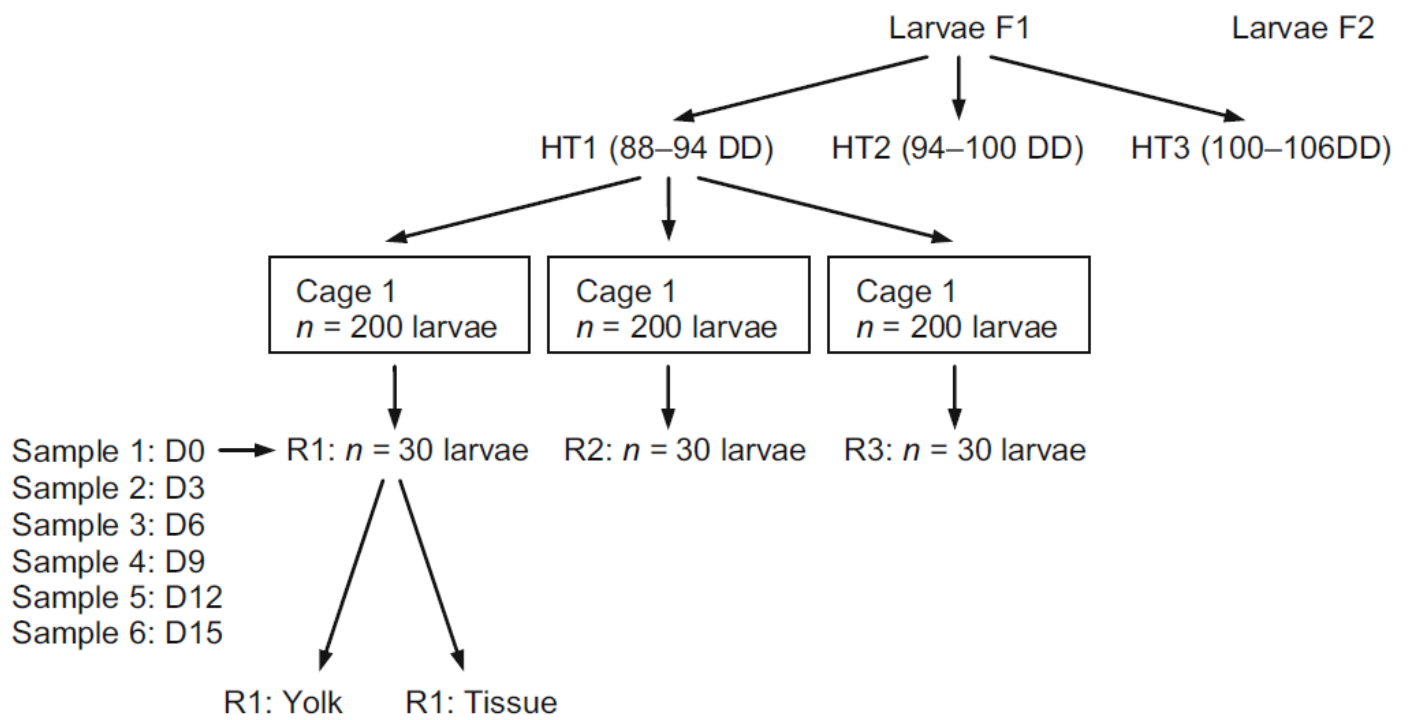 Larvae F1
Larvae F2
HT1 (88–94 DD)
HT2 (94–100 DD)
HT3 (100–106DD)
Cage 1
n = 200 larvae
Cage 1
n = 200 larvae
Cage 1
n = 200 larvae
Sample 1: D0
R1: n = 30 larvae
R2: n = 30 larvae
R3: n = 30 larvae
Sample 2: D3
Sample 3: D6
Sample 4: D9
Sample 5: D12
Sample 6: D15
R1: Yolk
R1: Tissue